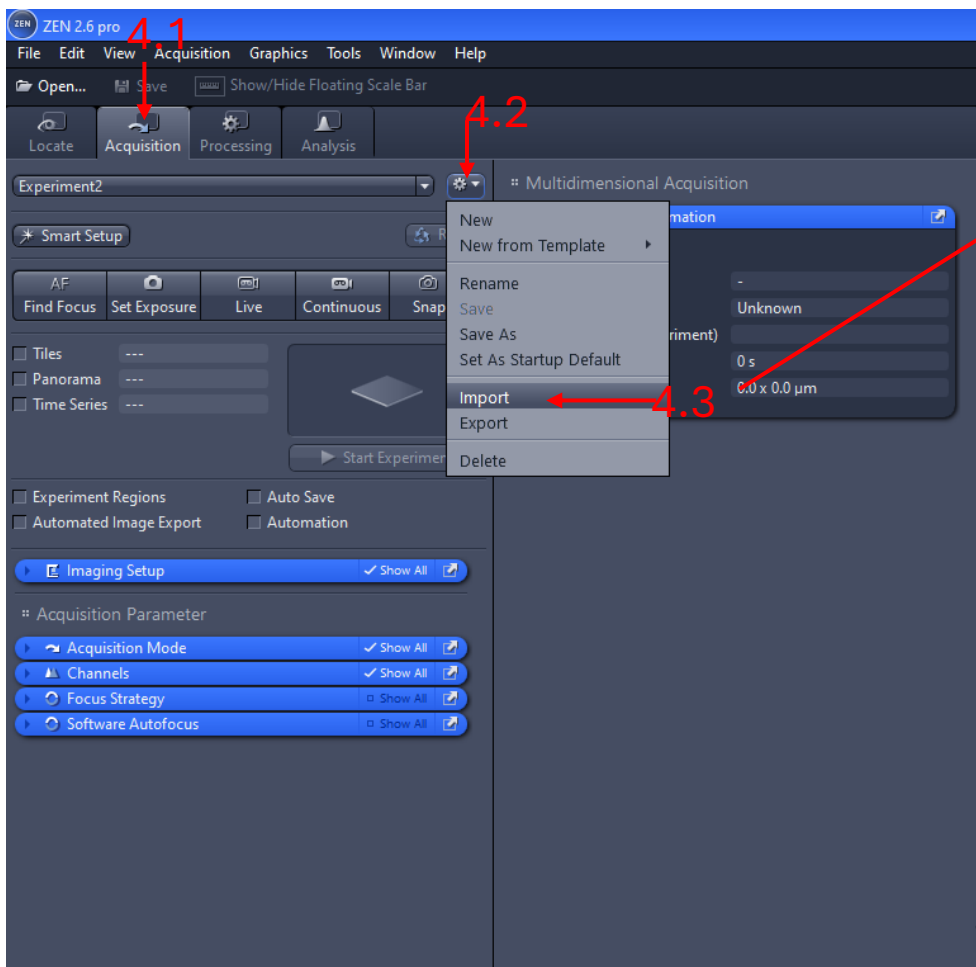 ZEN ZEN 2.6 pro
4.1
File Edit View Acquisition Graphics Tools Window Help
Open... Save Show/Hide Floating Scale Bar
4.2
Locate Acquisition Processing Analysis
Experiment2
Multidimensional Acquisition
New
mation
Smart Setup R
New from Template
AF
Find Focus Set Exposure Live Continuous Snap
Rename
-
Save
Unknown
Save As
riment)
Tiles ---
Set As Startup Default
0 s
Panorama ---
Time Series ---
Import
4.3
0.0 x 0.0 µm
Export
Start Experimen
Delete
Experiment Regions Auto Save
Automated Image Export Automation
Imaging Setup Show All
Acquisition Parameter
Acquisition Mode Show All
Channels Show All
Focus Strategy Show All
Software Autofocus Show All